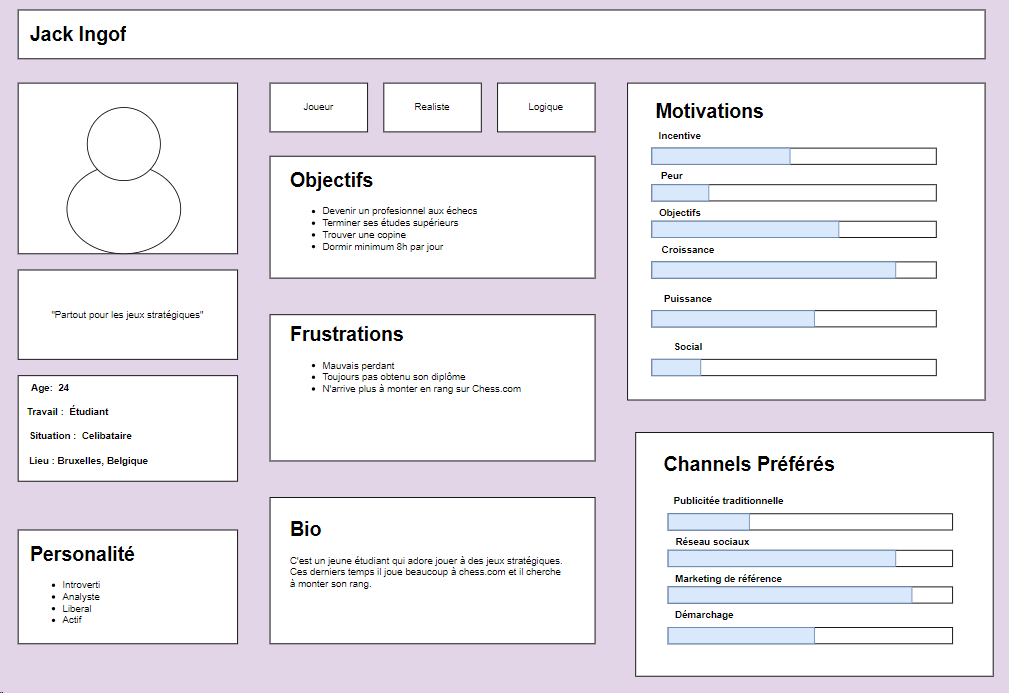 Jack Ingof
"Partout pour les jeux stratégiques"
Age: 24
Travail : Étudiant
Situation : Celibataire
Lieu : Bruxelles, Belgique
Personalité
Introverti
Analyste
Liberal
Actif
Joueur
Realiste
Logique
Objectifs
Devenir un profesionnel aux échecs
Terminer ses études supérieurs
Trouver une copine
Dormir minimum 8h par jour
Frustrations
Mauvais perdant
Toujours pas obtenu son diplôme
N'arrive plus à monter en rang sur Chess.com
Bio
C'est un jeune étudiant qui adore jouer à des jeux stratégiques.
Ces derniers temps il joue beaucoup à chess.com et il cherche
à monter son rang.
Motivations
Incentive
Peur
Objectifs
Croissance
Puissance
Social
Channels Préférés
Publicitée traditionnelle
Réseau sociaux
Marketing de référence
Démarchage